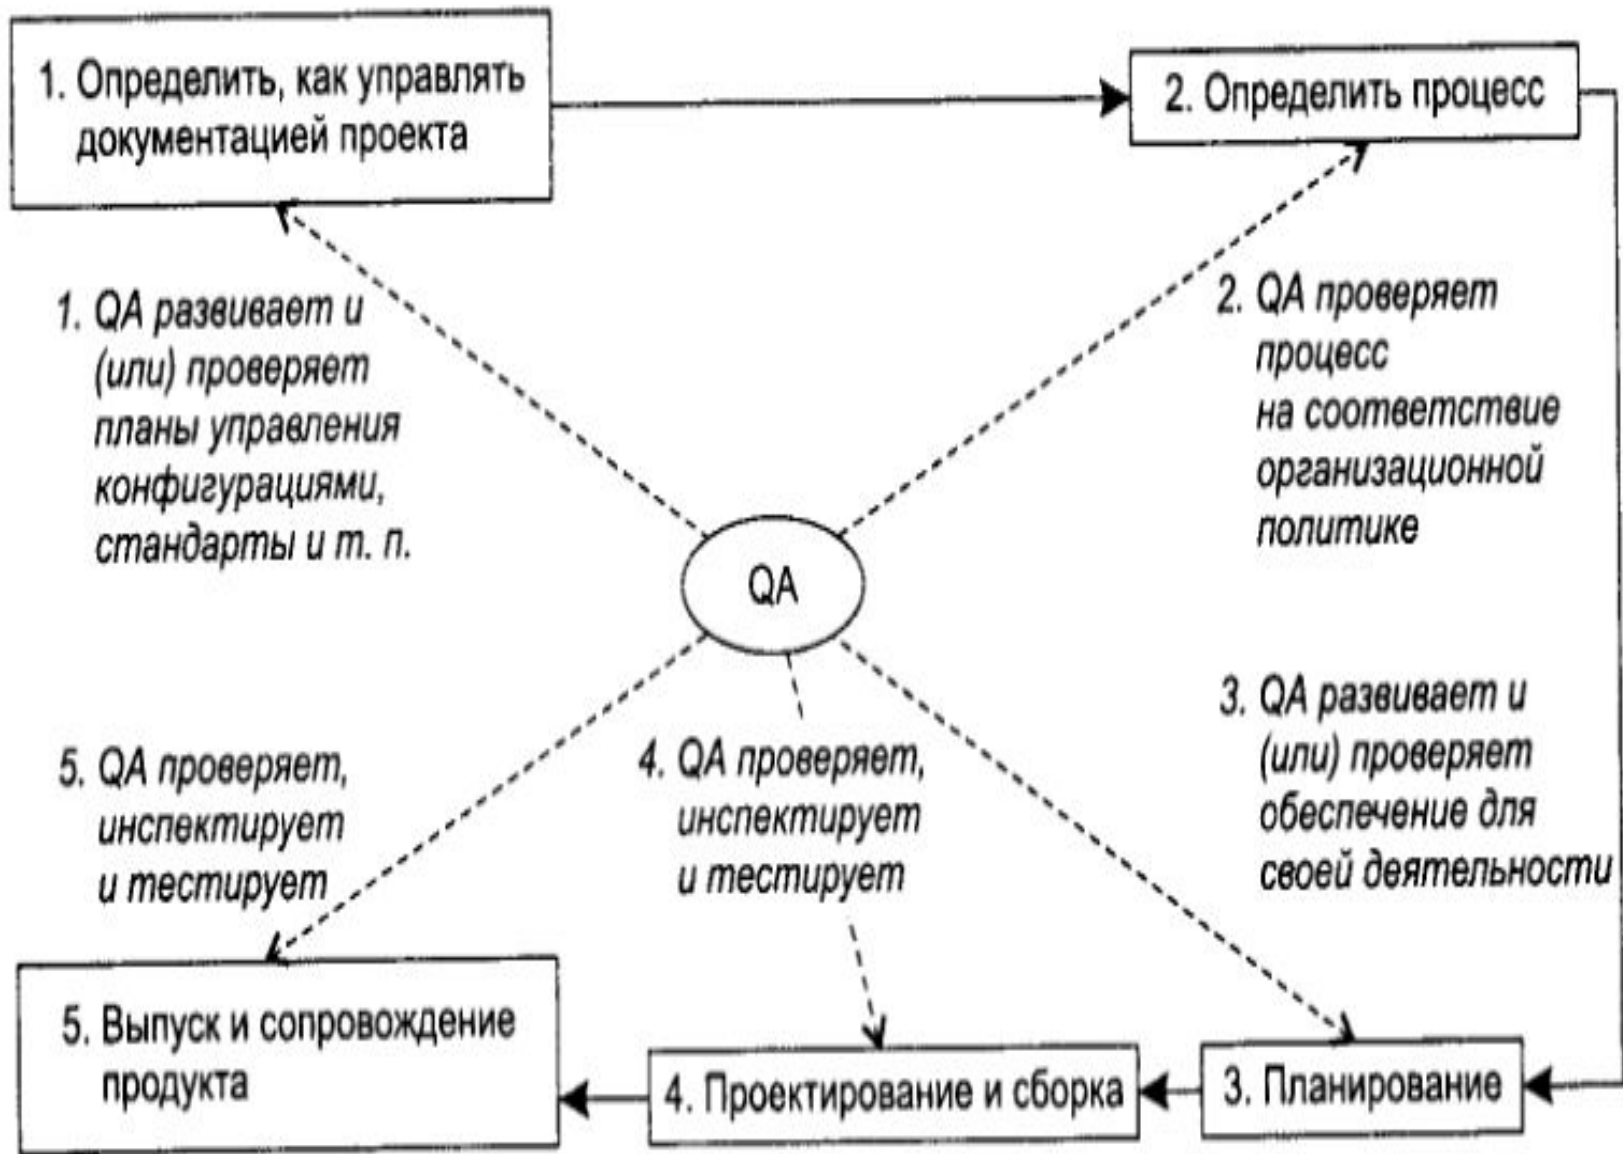 1. Определить, как управлять
документацией проекта
2. Определить процесс
1. QA развивает и
(или) проверяет
планы управления
конфигурациями,
стандарты и т. п.
2. QA проверяет
процесс
на соответствие
организационной
политике
QA
3. QA развивает и
(или) проверяет
обеспечение для
своей деятельности
4. QA проверяет,
инспектирует
и тестирует
5. QA проверяет,
инспектирует
и тестирует
5. Выпуск и сопровождение
продукта
4. Проектирование и сборка
3. Планирование